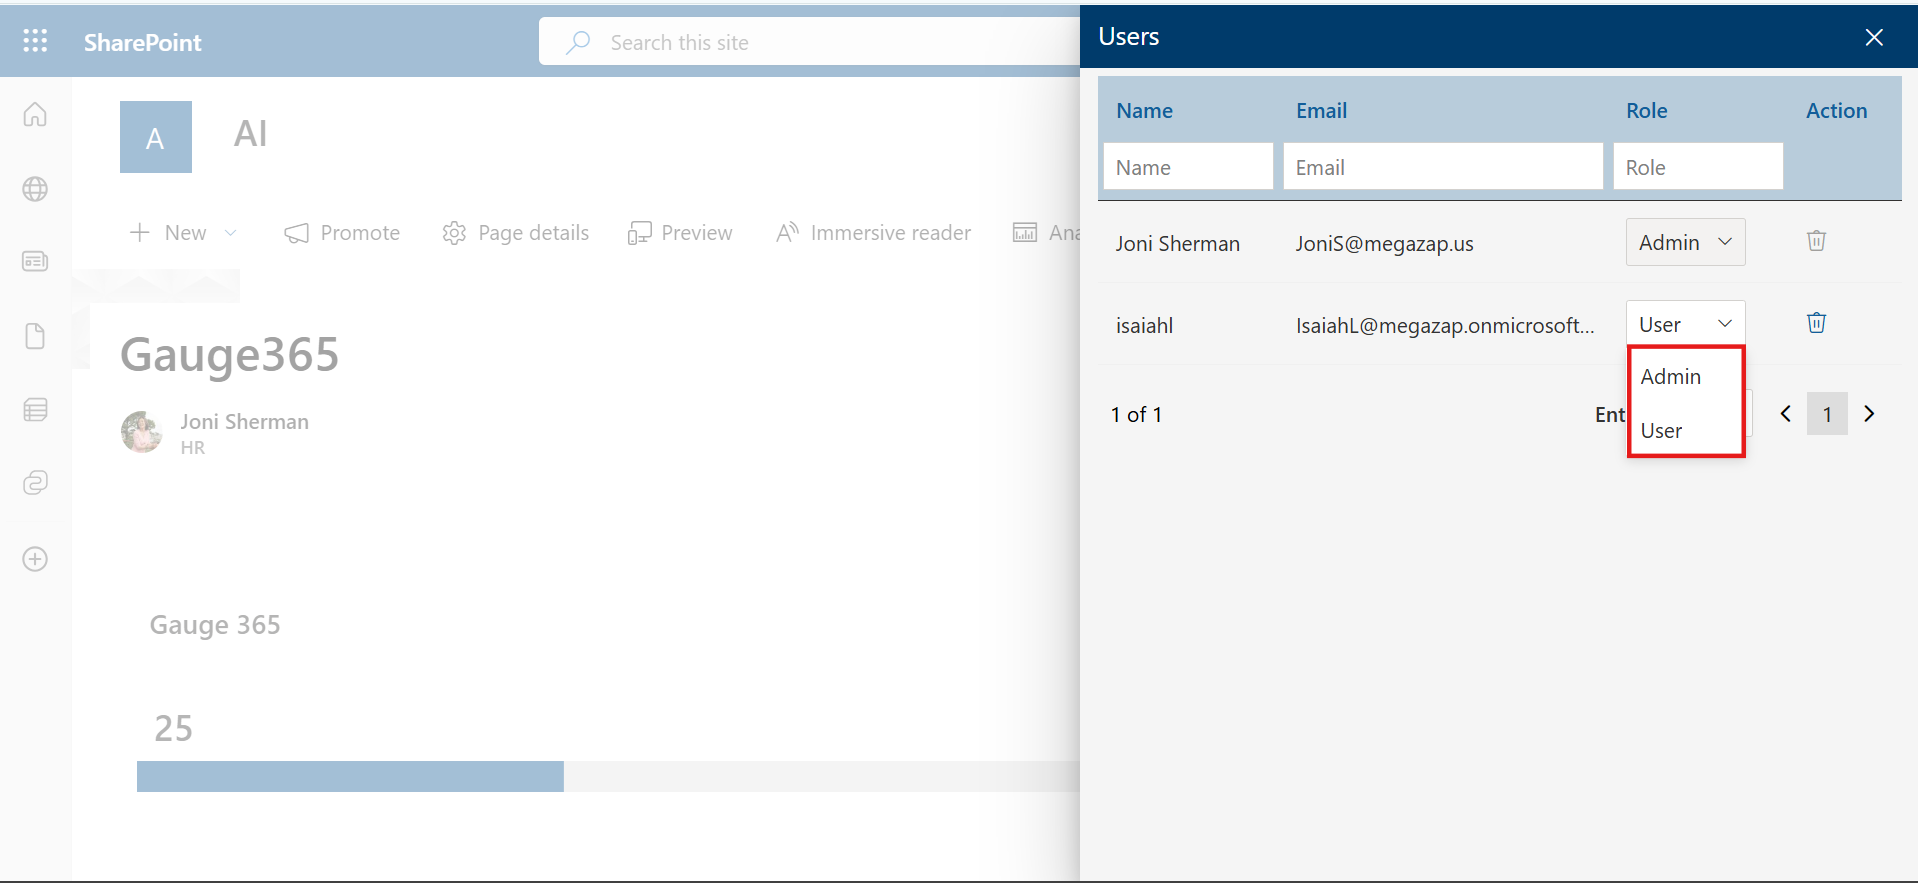 SharePoint
Search this site
A
AI
New
Promote
Page details
Preview
Immersive reader
Ana
Gauge365
Joni Sherman
HR
Gauge 365
25
Users
Name Email Role Action
Name Email Role
Joni Sherman JoniS@megazap.us Admin
isaiahl IsaiahL@megazap.onmicrosoft... User
Admin
User
1 of 1 Ent 1